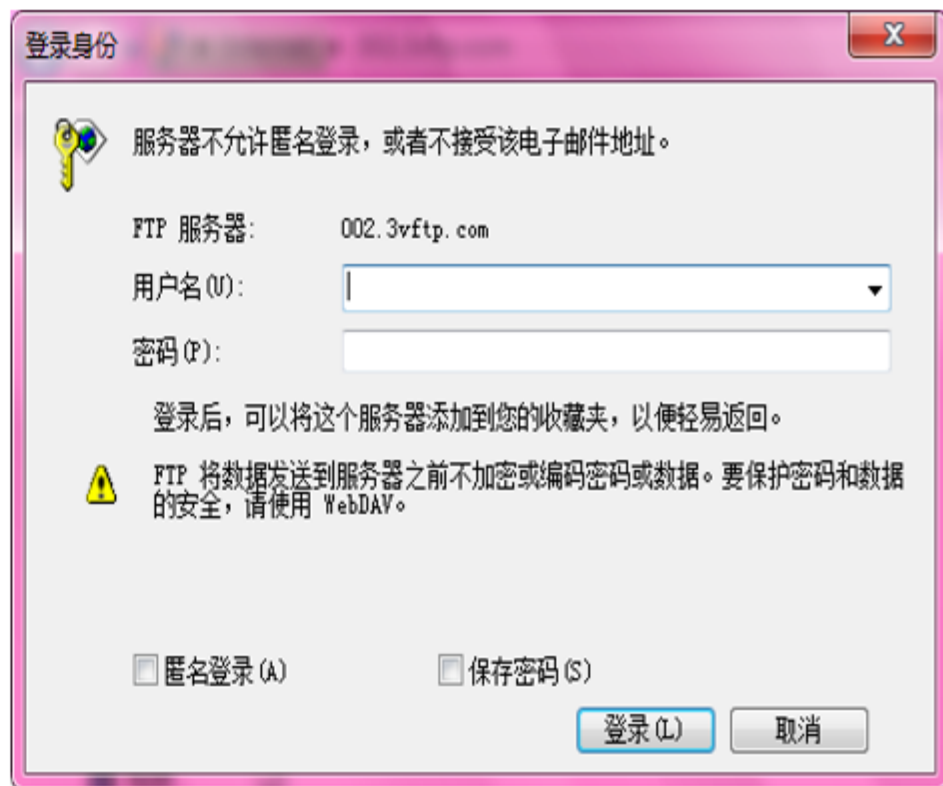 登录身份
服务器不允许匿名登录，或者不接受该电子邮件地址。
FTP 服务器: 002.3vftp.com
用户名(U):
密码(P):
登录后，可以将这个服务器添加到您的收藏夹，以便轻易返回。
FTP 将数据发送到服务器之前不加密或编码密码或数据。要保护密码和数据
的安全，请使用 WebDAV。
匿名登录(A) 保存密码(S)
登录(L) 取消